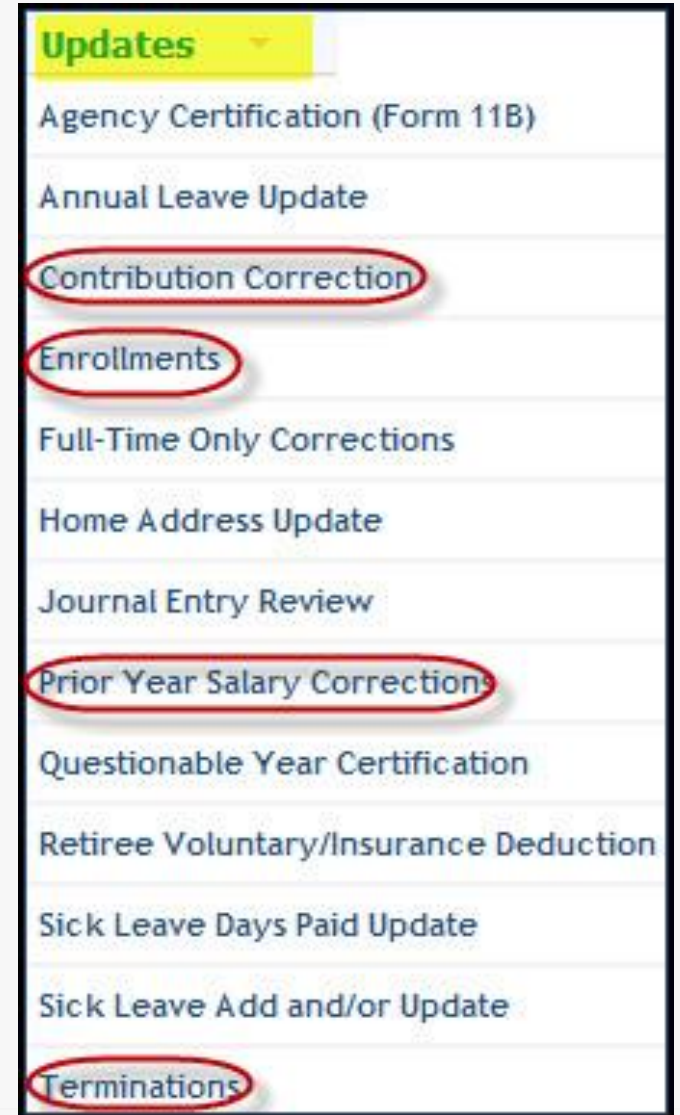 Updates
Agency Certification (Form 11B)
Annual Leave Update
Contribution Correction
Enrollments
Full-Time Only Corrections
Home Address Update
Journal Entry Review
Prior Year Salary Corrections
Questionable Year Certification
Retiree Voluntary/Insurance Deduction
Sick Leave Days Paid Update
Sick Leave Add and/or Update
Terminations